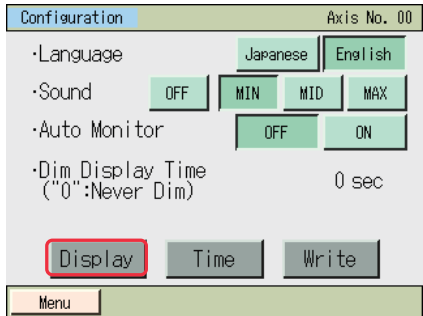 Configuration Axis No. 00
·Language Japanese English
·Sound OFF MIN MID MAX
·Auto Monitor OFF ON
·Dim Display Time
("0":Never Dim) 0 sec
Display Time Write
Menu